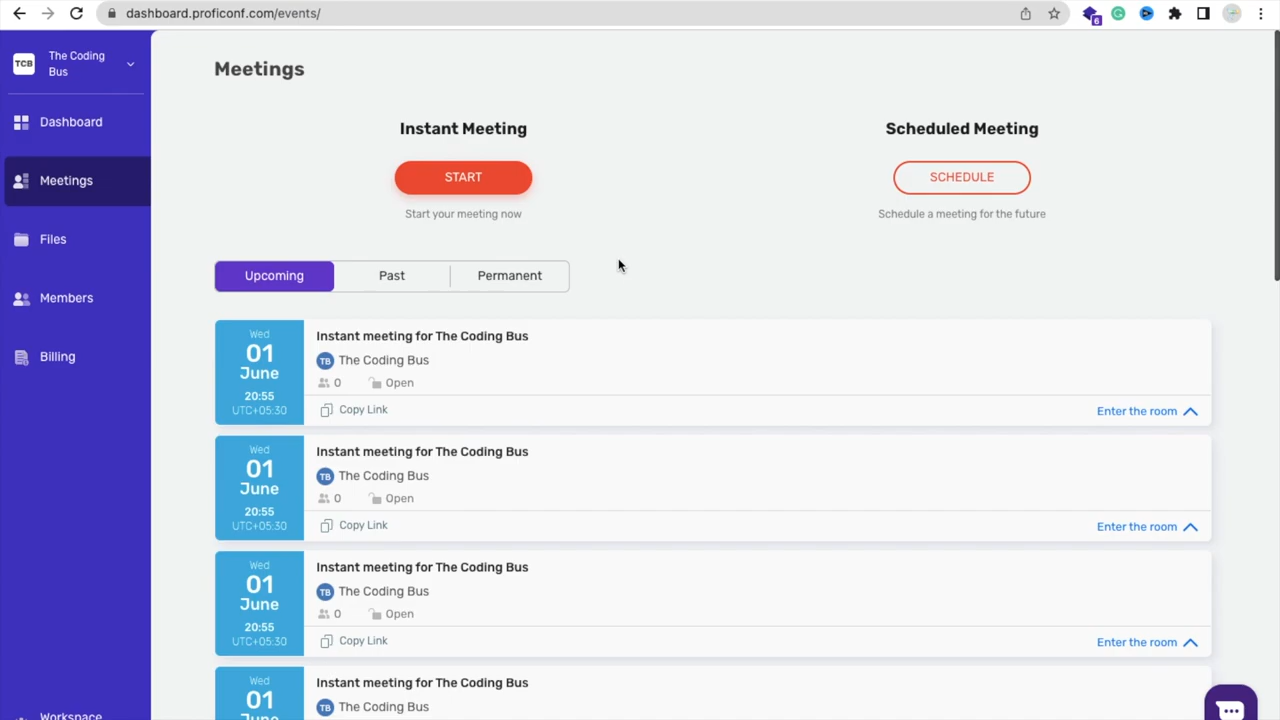 dashboard.proficonf.com/events/
6
TCB
The Coding
Bus
Dashboard
Meetings
Files
Members
Billing
Workspace
Meetings
Instant Meeting
START
Start your meeting now
Scheduled Meeting
SCHEDULE
Schedule a meeting for the future
Upcoming
Past
Permanent
Wed
01
June
20:55
UTC+05:30
Instant meeting for The Coding Bus
TB The Coding Bus
0 Open
Copy Link
Enter the room
Wed
01
June
20:55
UTC+05:30
Instant meeting for The Coding Bus
TB The Coding Bus
0 Open
Copy Link
Enter the room
Wed
01
June
20:55
UTC+05:30
Instant meeting for The Coding Bus
TB The Coding Bus
0 Open
Copy Link
Enter the room
Wed
01
Instant meeting for The Coding Bus
TB The Coding Bus